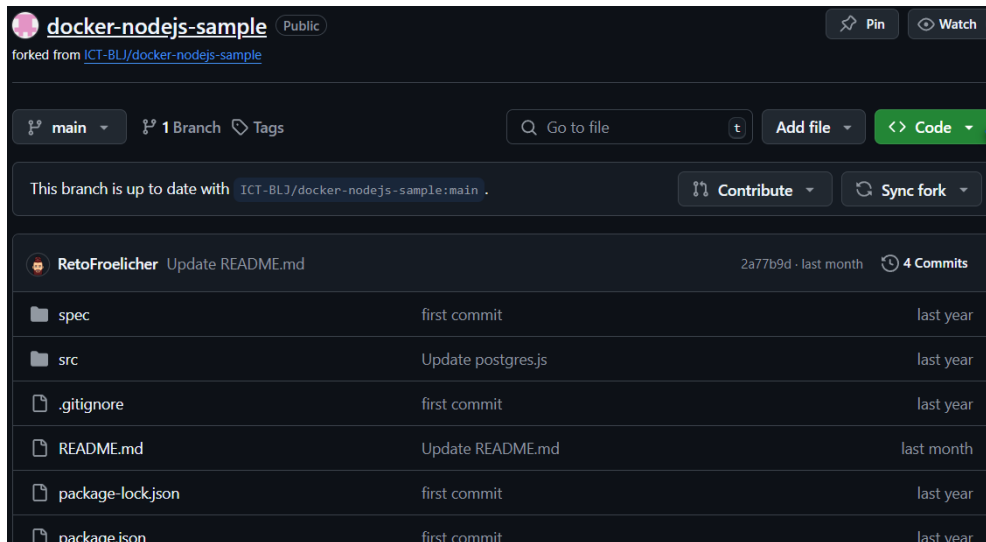 docker-nodejs-sample Public Pin Watch
forked from ICT-BLJ/docker-nodejs-sample
main 1 Branch Tags Go to file t Add file Code
This branch is up to date with ICT-BLJ/docker-nodejs-sample:main . Contribute Sync fork
RetoFroelicher Update README.md 2a77b9d · last month 4 Commits
spec first commit last year
src Update postgres.js last year
.gitignore first commit last year
README.md Update README.md last month
package-lock.json first commit last year
package.json first commit last year